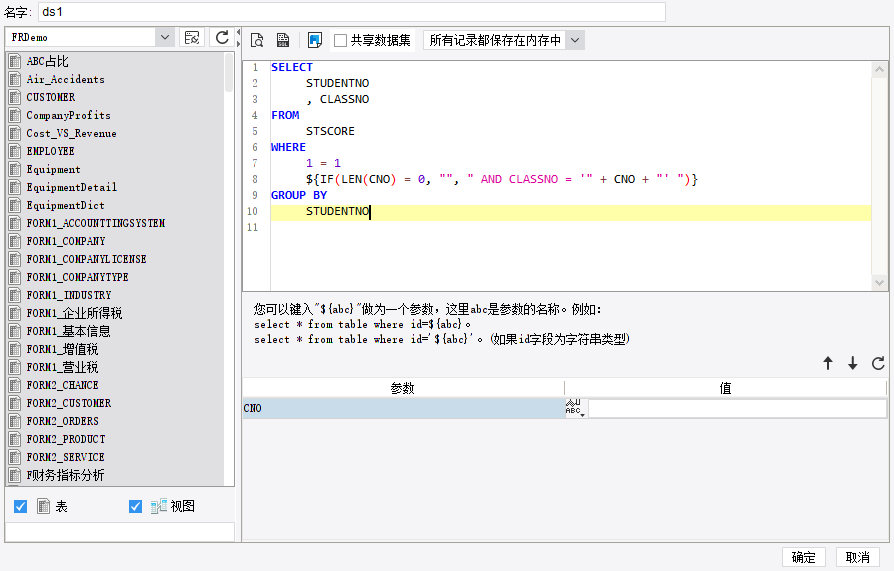 名字: ds1
FRDemo
共享数据集
所有记录都保存在内存中
ABC占比
Air_Accidents
CUSTOMER
CompanyProfits
Cost_VS_Revenue
EMPLOYEE
Equipment
EquipmentDetail
EquipmentDict
FORM1_ACCOUNTTINGSYSTEM
FORM1_COMPANY
FORM1_COMPANYLICENSE
FORM1_COMPANYTYPE
FORM1_INDUSTRY
FORM1_企业所得税
FORM1_基本信息
FORM1_增值税
FORM1_营业税
FORM2_CHANCE
FORM2_CUSTOMER
FORM2_ORDERS
FORM2_PRODUCT
FORM2_SERVICE
F财务指标分析
表
视图
1 SELECT
2 STUDENTNO
3 , CLASSNO
4 FROM
5 STSCORE
6 WHERE
7 1 = 1
8 ${IF(LEN(CNO) = 0, "", " AND CLASSNO = '" + CNO + "' ")}
9 GROUP BY
10 STUDENTNO
11
您可以键入"${abc}"做为一个参数，这里abc是参数的名称。例如:
select * from table where id=${abc}。
select * from table where id='${abc}'。(如果id字段为字符串类型)
参数 值
CNO ABC
确定 取消